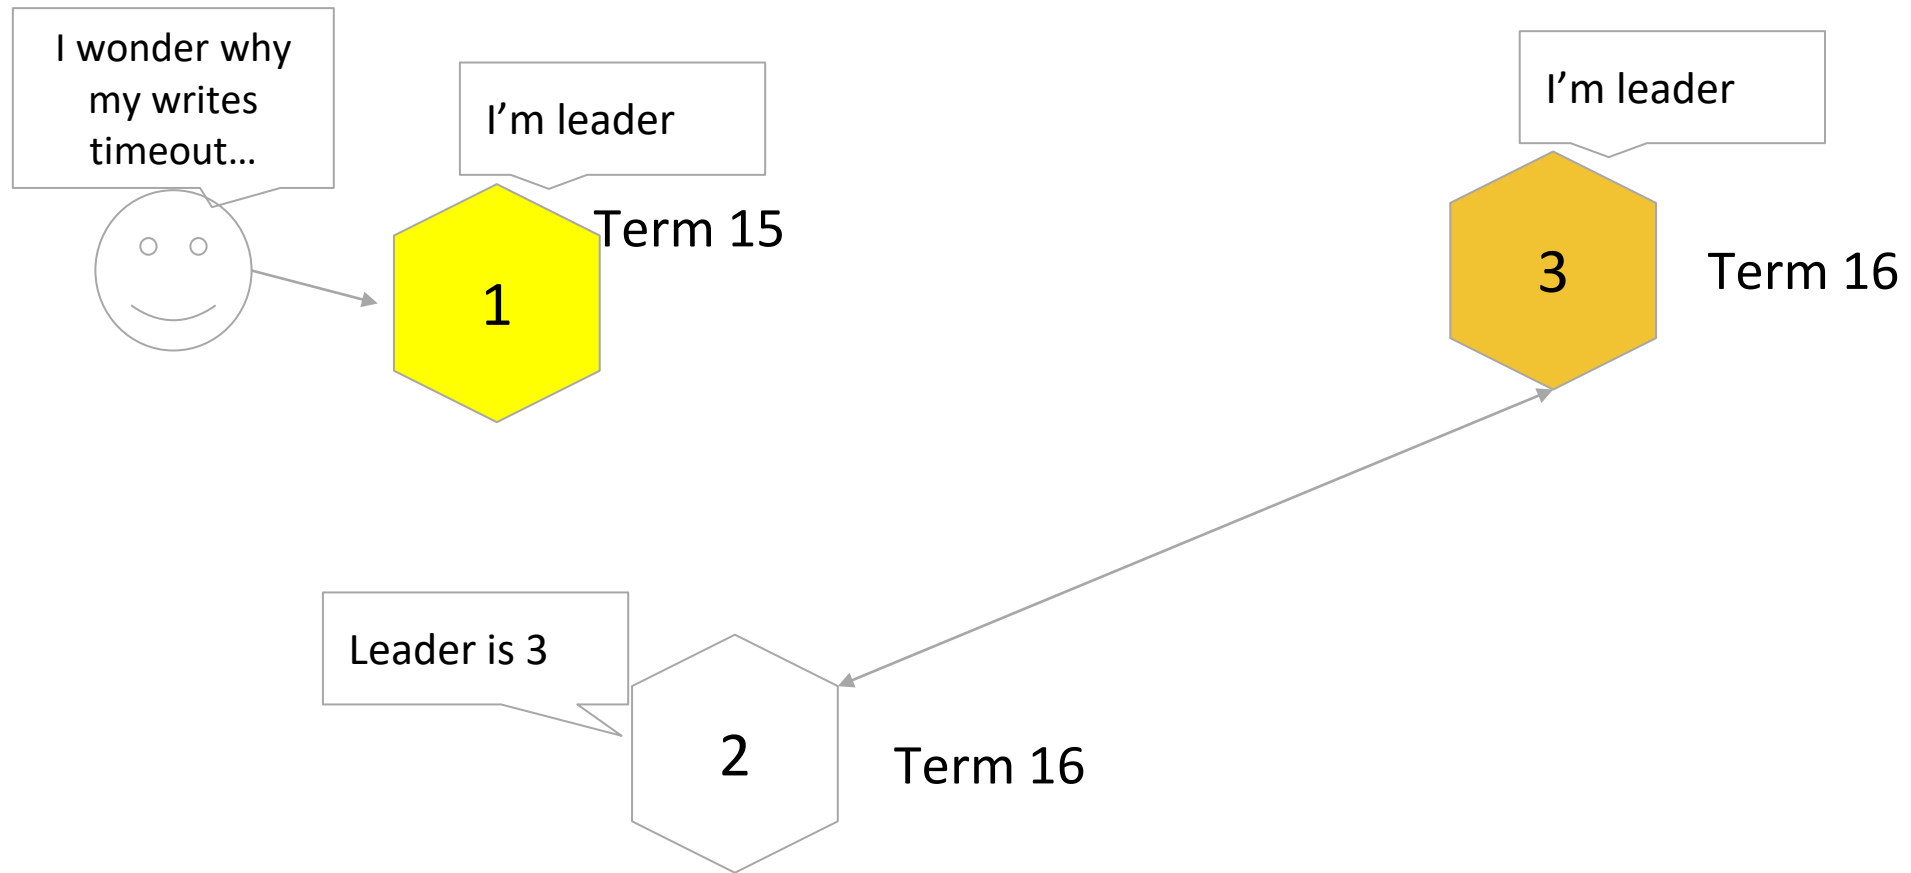 I wonder why
my writes
timeout…
I’m leader
I’m leader
Term 15
1
3
Term 16
Leader is 3
2
Term 16